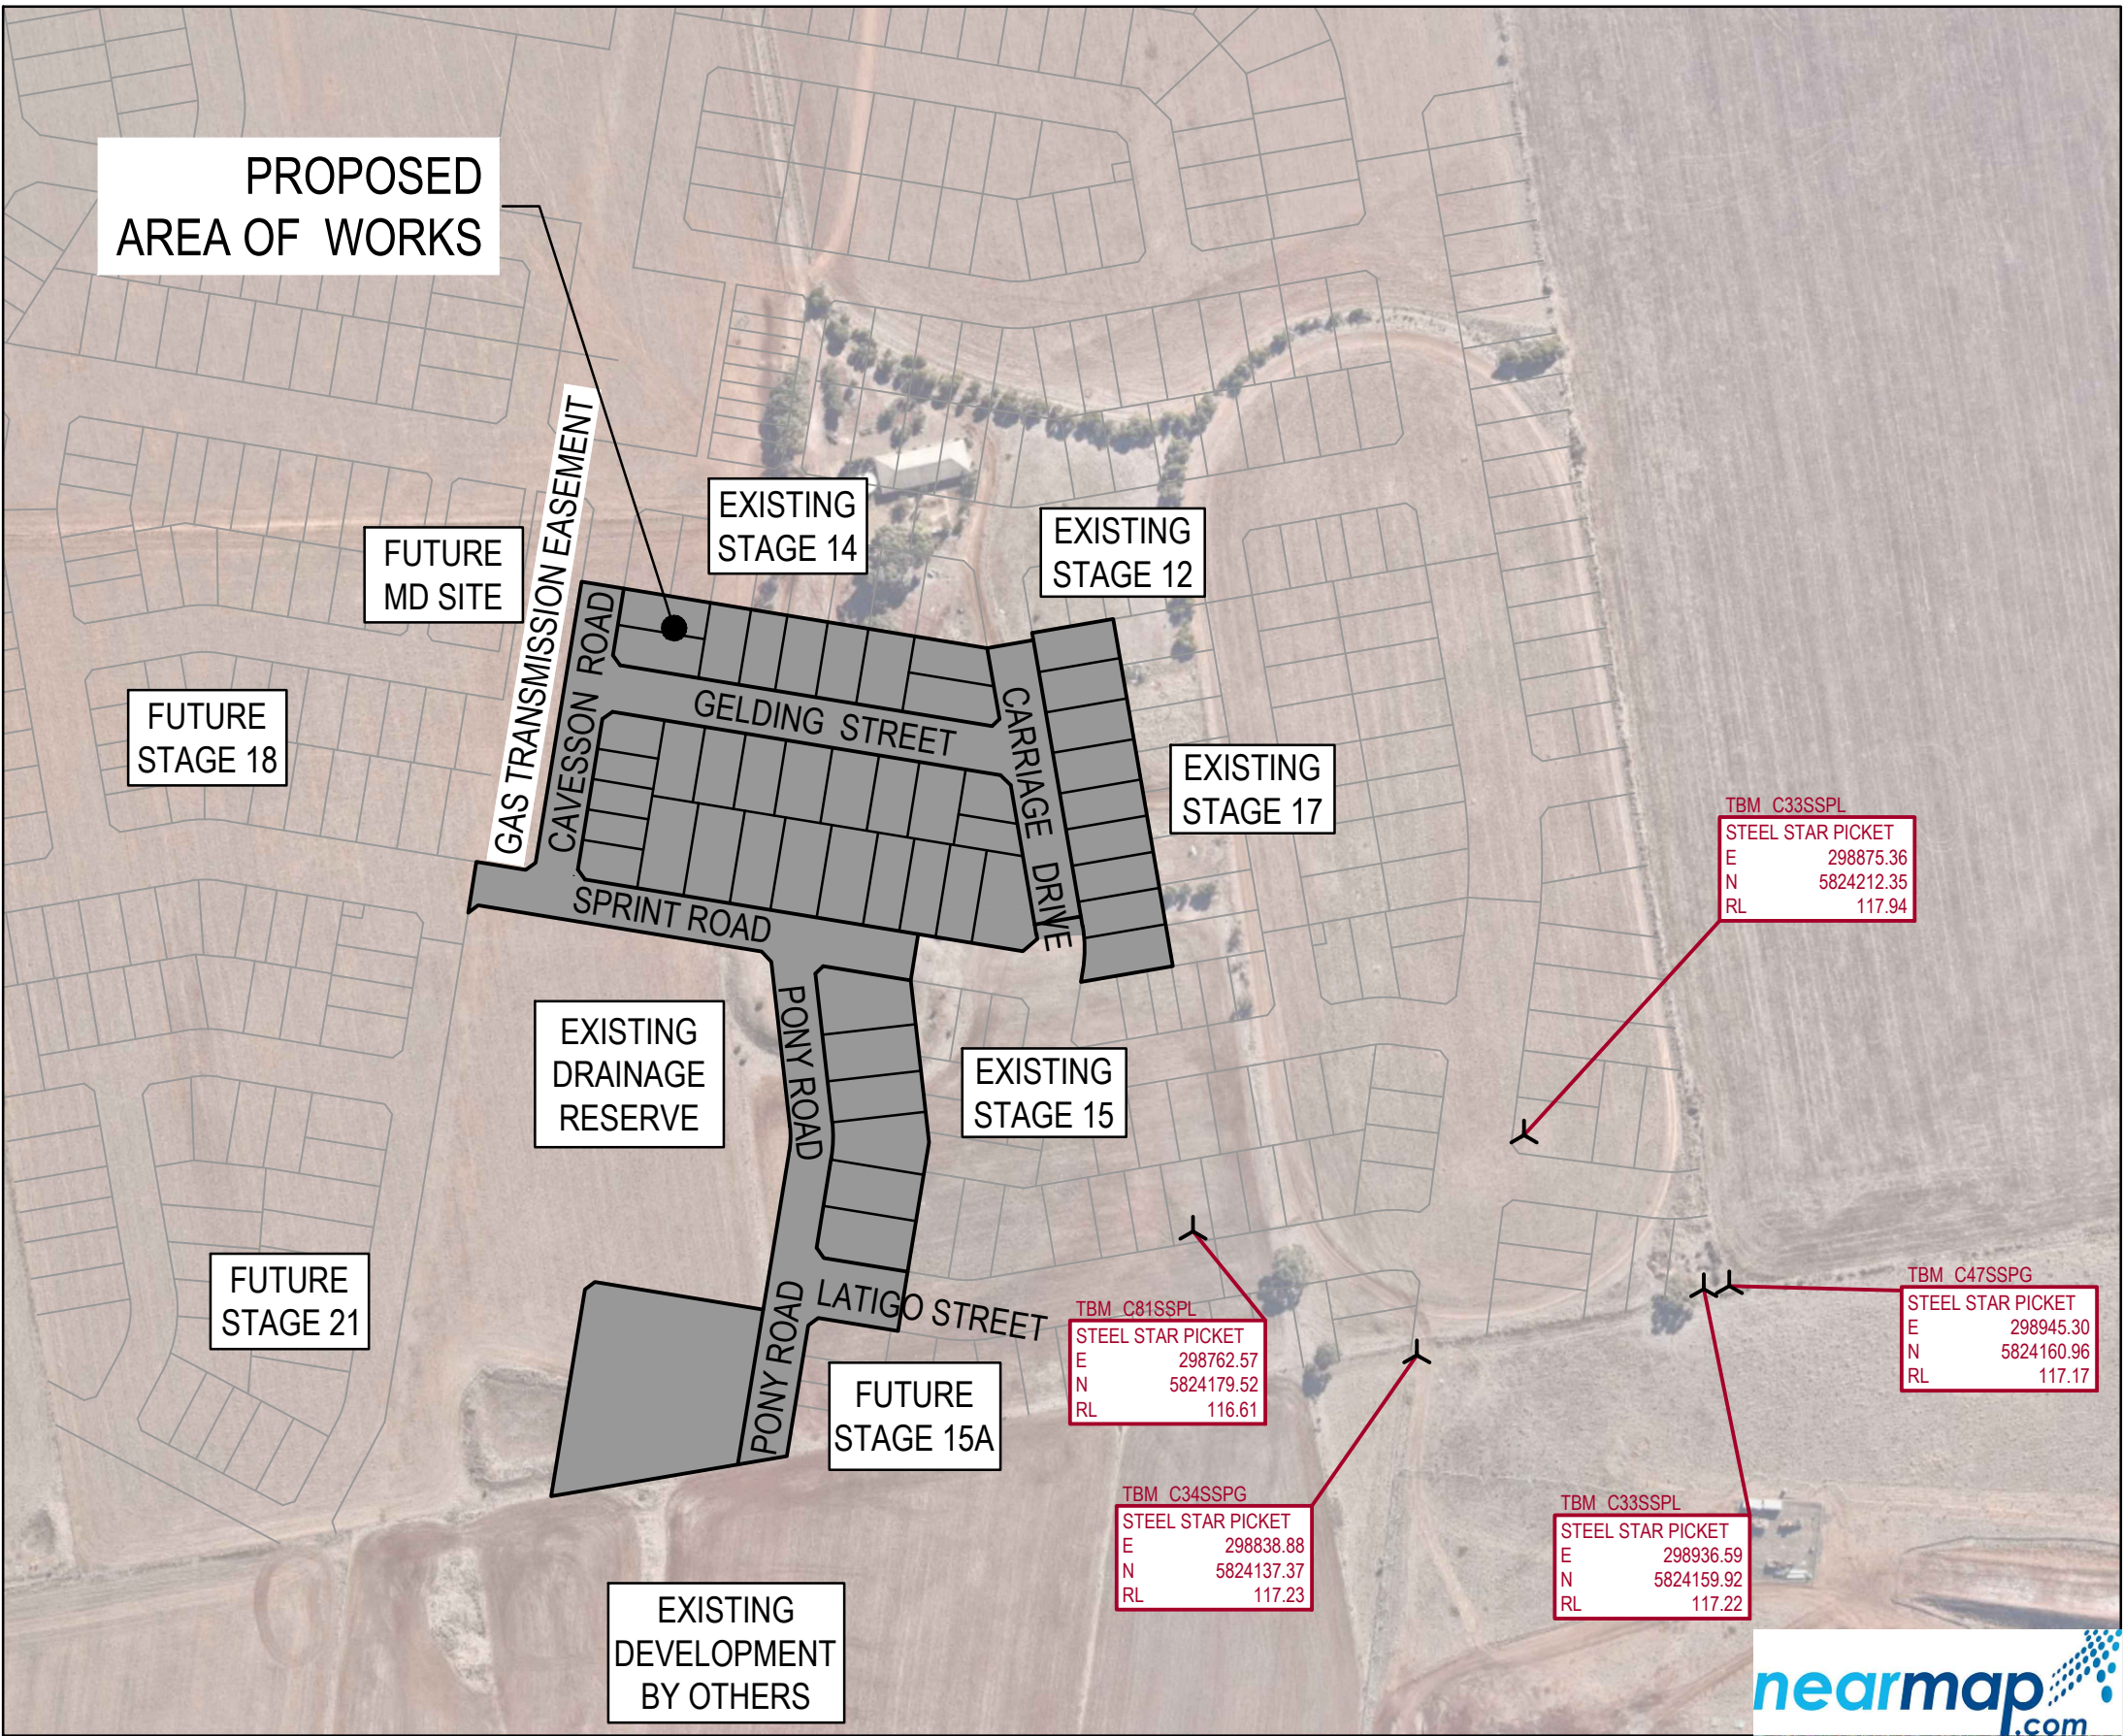 PROPOSED
AREA OF WORKS
GAS TRANSMISSION EASEMENT
EXISTING
STAGE 14
EXISTING
STAGE 12
FUTURE
MD SITE
CAVESSON ROAD
GELDING STREET
CARRIAGE DRIVE
FUTURE
STAGE 18
EXISTING
STAGE 17
TBM C33SSPL
STEEL STAR PICKET
E 298875.36
N 5824212.35
RL 117.94
SPRINT ROAD
PONY ROAD
EXISTING
DRAINAGE
RESERVE
EXISTING
STAGE 15
FUTURE
STAGE 21
PONY ROAD
LATIGO STREET
TBM C81SSPL
STEEL STAR PICKET
E 298762.57
N 5824179.52
RL 116.61
TBM C47SSPG
STEEL STAR PICKET
E 298945.30
N 5824160.96
RL 117.17
FUTURE
STAGE 15A
TBM C34SSPG
STEEL STAR PICKET
E 298838.88
N 5824137.37
RL 117.23
TBM C33SSPL
STEEL STAR PICKET
E 298936.59
N 5824159.92
RL 117.22
EXISTING
DEVELOPMENT
BY OTHERS
nearmap
.com